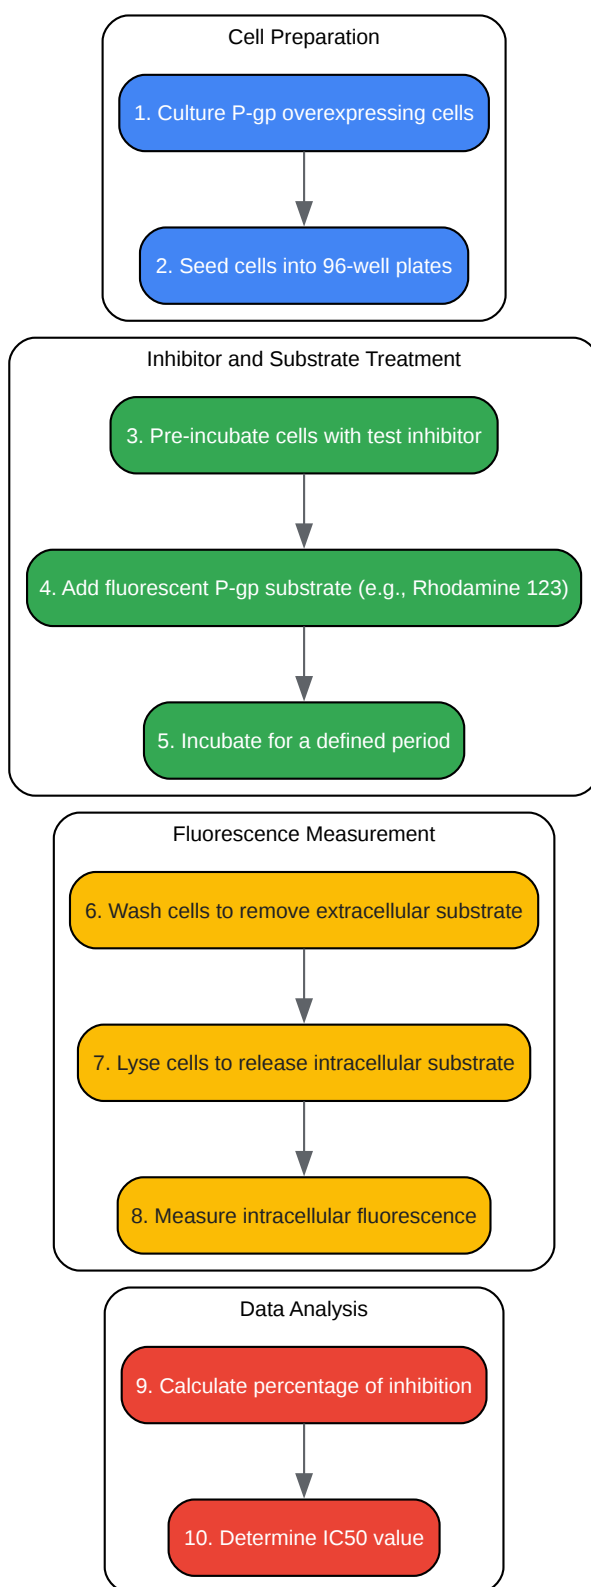 Cell Preparation
1. Culture P-gp overexpressing cells
2. Seed cells into 96-well plates
Inhibitor and Substrate Treatment
3. Pre-incubate cells with test inhibitor
4. Add fluorescent P-gp substrate (e.g., Rhodamine 123)
5. Incubate for a defined period
Fluorescence Measurement
6. Wash cells to remove extracellular substrate
7. Lyse cells to release intracellular substrate
8. Measure intracellular fluorescence
Data Analysis
9. Calculate percentage of inhibition
10. Determine IC50 value